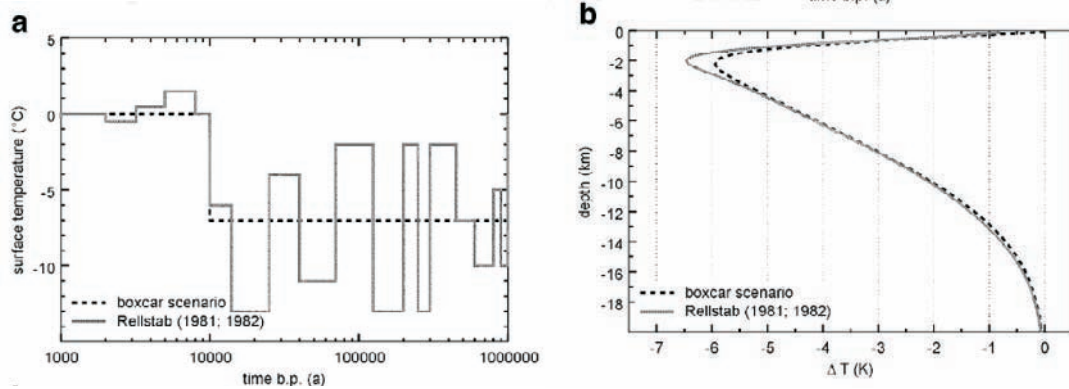 a
5
0
-5
-10
surface temperature (°C)
boxcar scenario
Rellstab (1981; 1982)
1000 10000 100000 1000000
time b.p. (a)
b
0
-2
-4
-6
-8
-10
-12
-14
-16
-18
depth (km)
boxcar scenario
Rellstab (1981; 1982)
-7 -6 -5 -4 -3 -2 -1 0
Δ T (K)